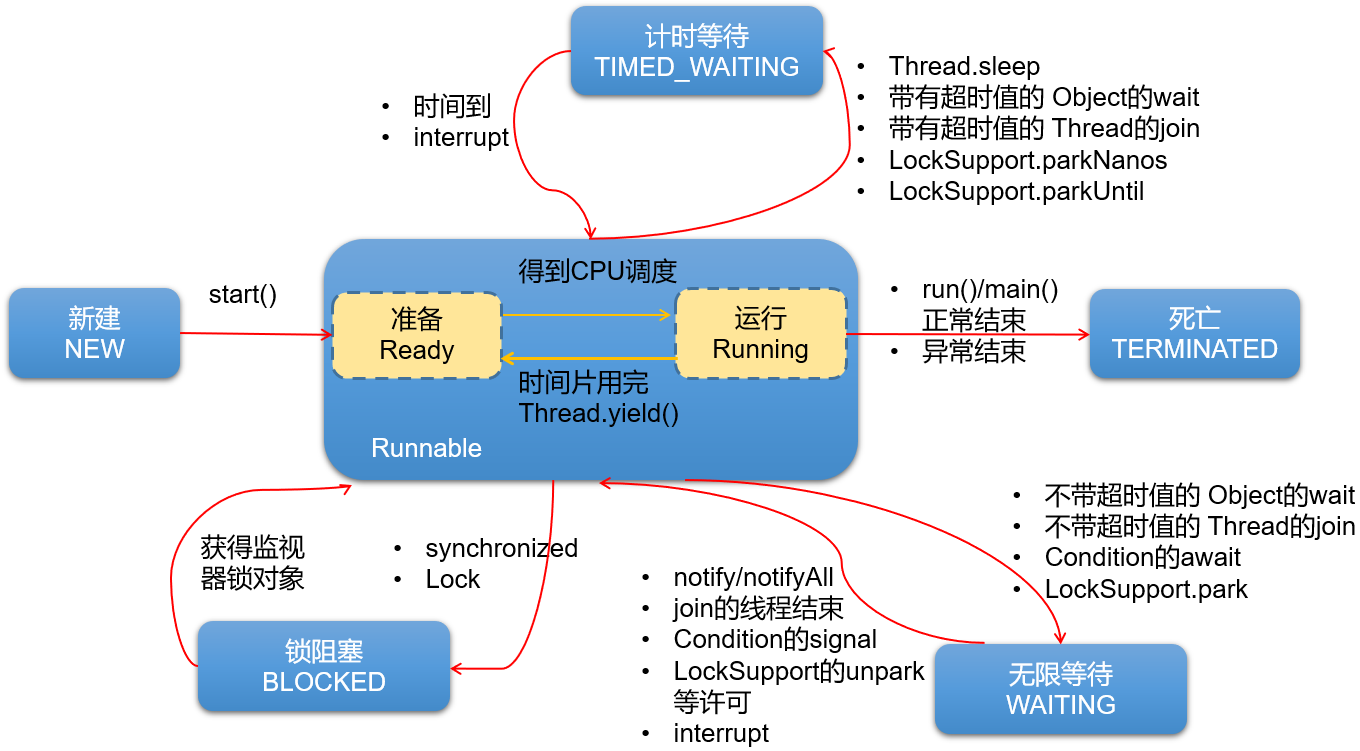 计时等待
TIMED_WAITING
• 时间到
• interrupt
• Thread.sleep
• 带有超时值的 Object的wait
• 带有超时值的 Thread的join
• LockSupport.parkNanos
• LockSupport.parkUntil
新建
NEW
start()
得到CPU调度
准备
Ready
运行
Running
时间片用完
Thread.yield()
Runnable
• run()/main()
正常结束
• 异常结束
死亡
TERMINATED
获得监视
器锁对象
• synchronized
• Lock
锁阻塞
BLOCKED
• notify/notifyAll
• join的线程结束
• Condition的signal
• LockSupport的unpark
等许可
• interrupt
• 不带超时值的 Object的wait
• 不带超时值的 Thread的join
• Condition的await
• LockSupport.park
无限等待
WAITING